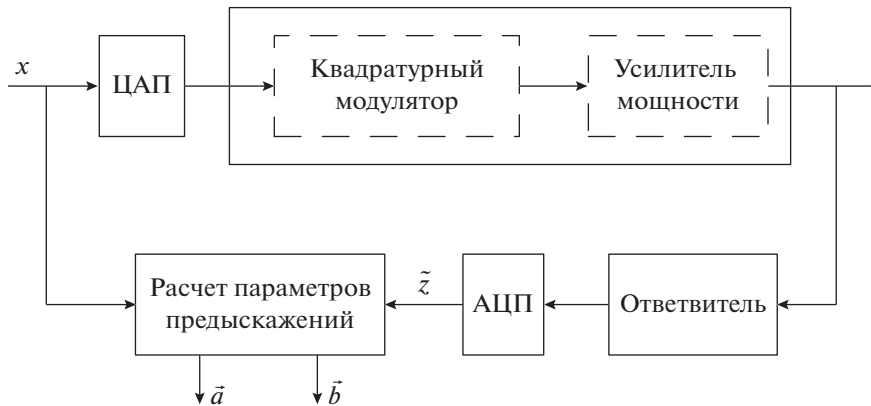 x
ЦАП
Квадратурный
модулятор
Усилитель
мощности
Расчет параметров
предыскажений
z̃
АЦП
Ответвитель
a⃗
b⃗